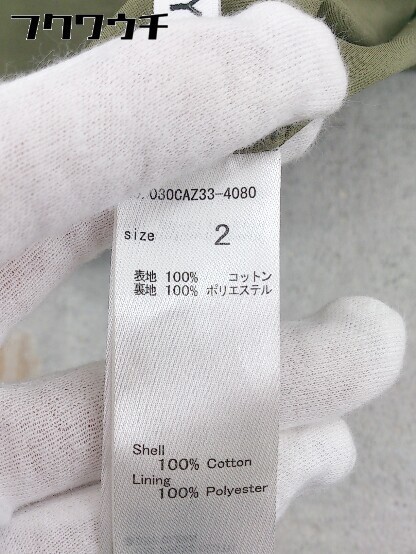 フクワウチ
Y
030CAZ33-4080
size 2
表地 100% コットン
裏地 100% ポリエステル
Shell
100% Cotton
Lining
100% Polyester